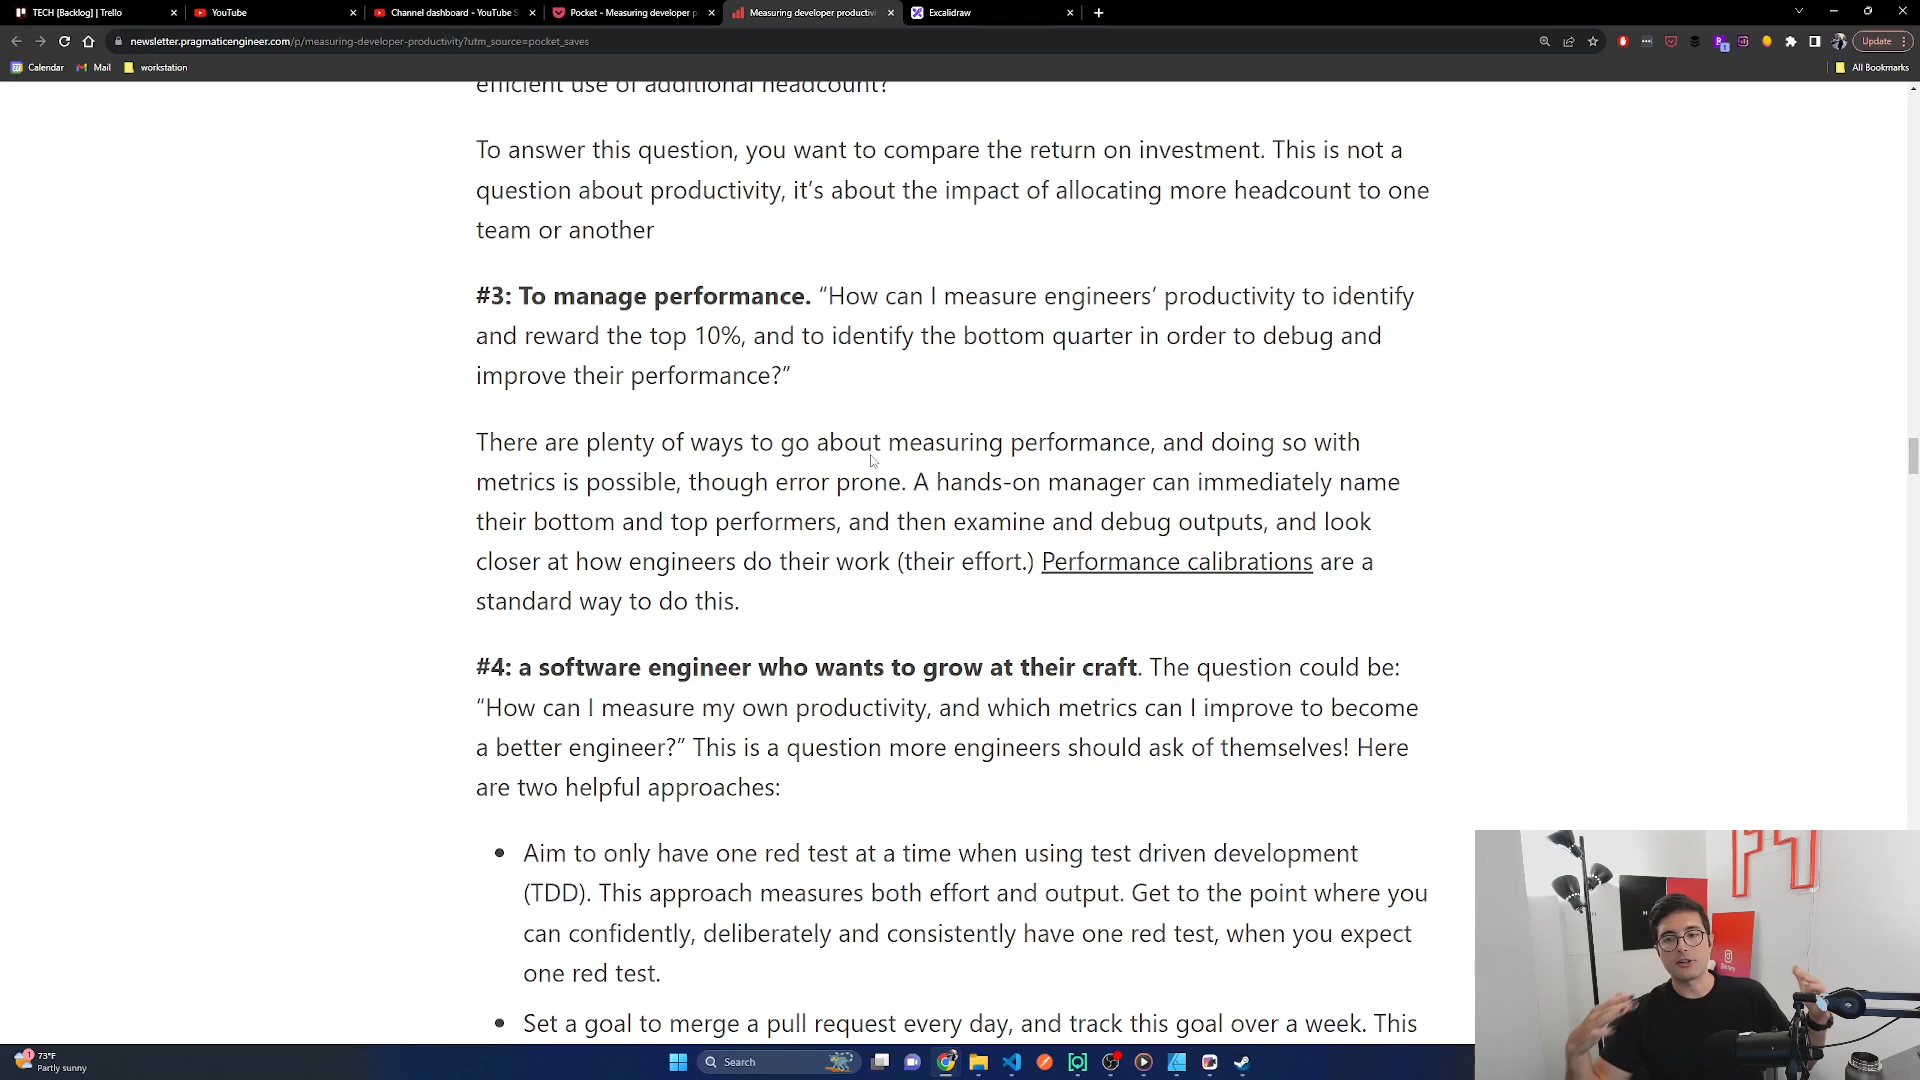 TECH [Backlog] | Trello
YouTube
Channel dashboard - YouTube S
Pocket - Measuring developer p
Measuring developer productivi
Excalidraw
newsletter.pragmaticengineer.com/p/measuring-developer-productivity?utm_source=pocket_saves
Update
Calendar
Mail
workstation
All Bookmarks
efficient use of additional headcount?
To answer this question, you want to compare the return on investment. This is not a
question about productivity, it’s about the impact of allocating more headcount to one
team or another
#3: To manage performance. “How can I measure engineers’ productivity to identify
and reward the top 10%, and to identify the bottom quarter in order to debug and
improve their performance?”
There are plenty of ways to go about measuring performance, and doing so with
metrics is possible, though error prone. A hands-on manager can immediately name
their bottom and top performers, and then examine and debug outputs, and look
closer at how engineers do their work (their effort.) Performance calibrations are a
standard way to do this.
#4: a software engineer who wants to grow at their craft. The question could be:
“How can I measure my own productivity, and which metrics can I improve to become
a better engineer?” This is a question more engineers should ask of themselves! Here
are two helpful approaches:
• Aim to only have one red test at a time when using test driven development
(TDD). This approach measures both effort and output. Get to the point where you
can confidently, deliberately and consistently have one red test, when you expect
one red test.
• Set a goal to merge a pull request every day, and track this goal over a week. This
73°F
Partly sunny
Search